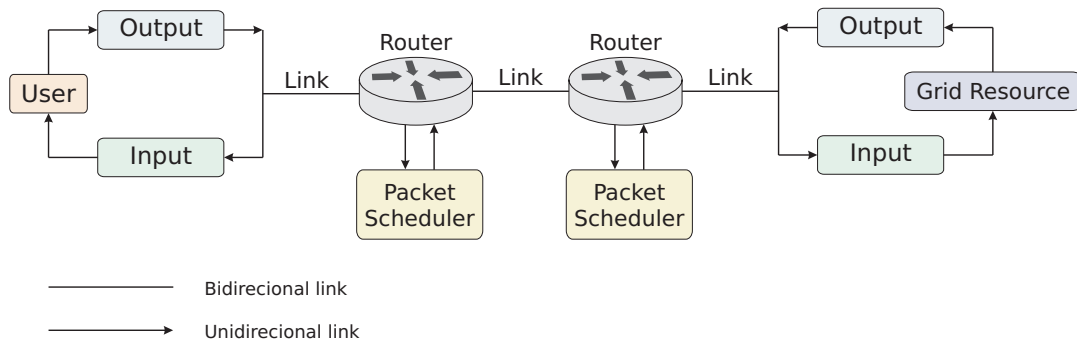 Output
Output
Router
Router
Link
Link
Link
User
Grid Resource
Input
Input
Packet
Scheduler
Packet
Scheduler
Bidirecional link
Unidirecional link